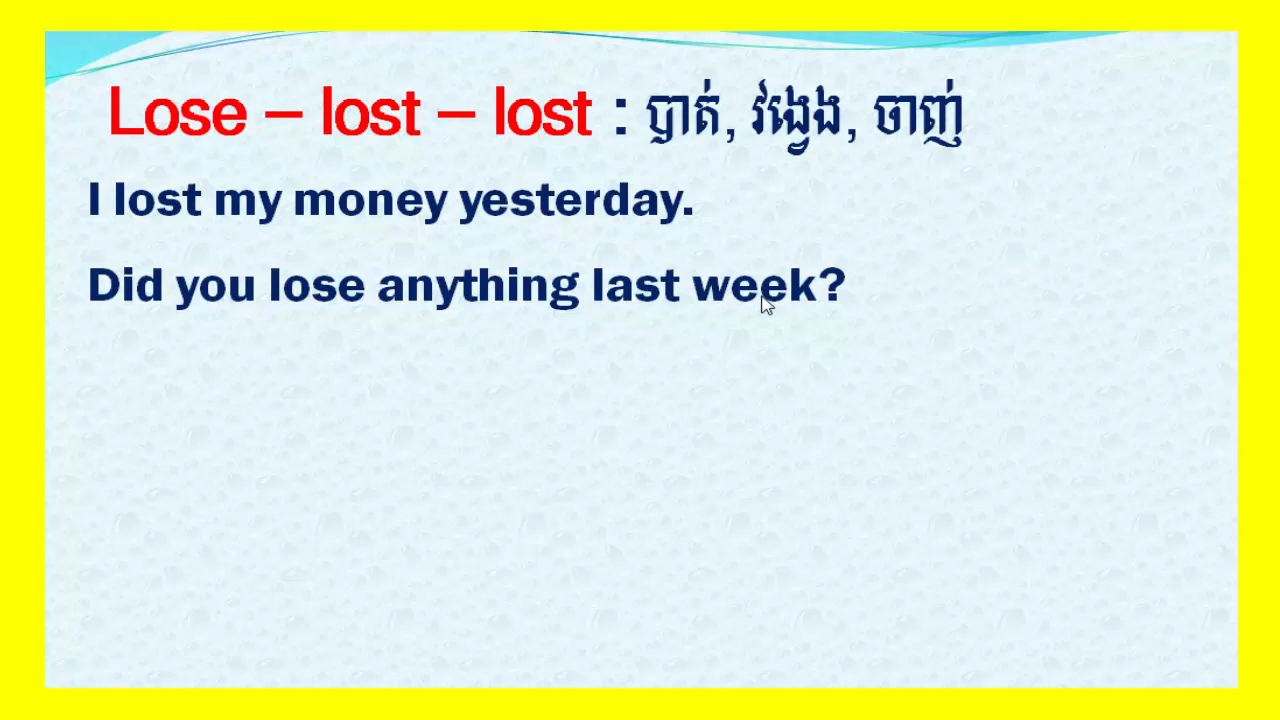 Lose – lost – lost : បាត់, វង្វេង, ចាញ់
I lost my money yesterday.
Did you lose anything last week?